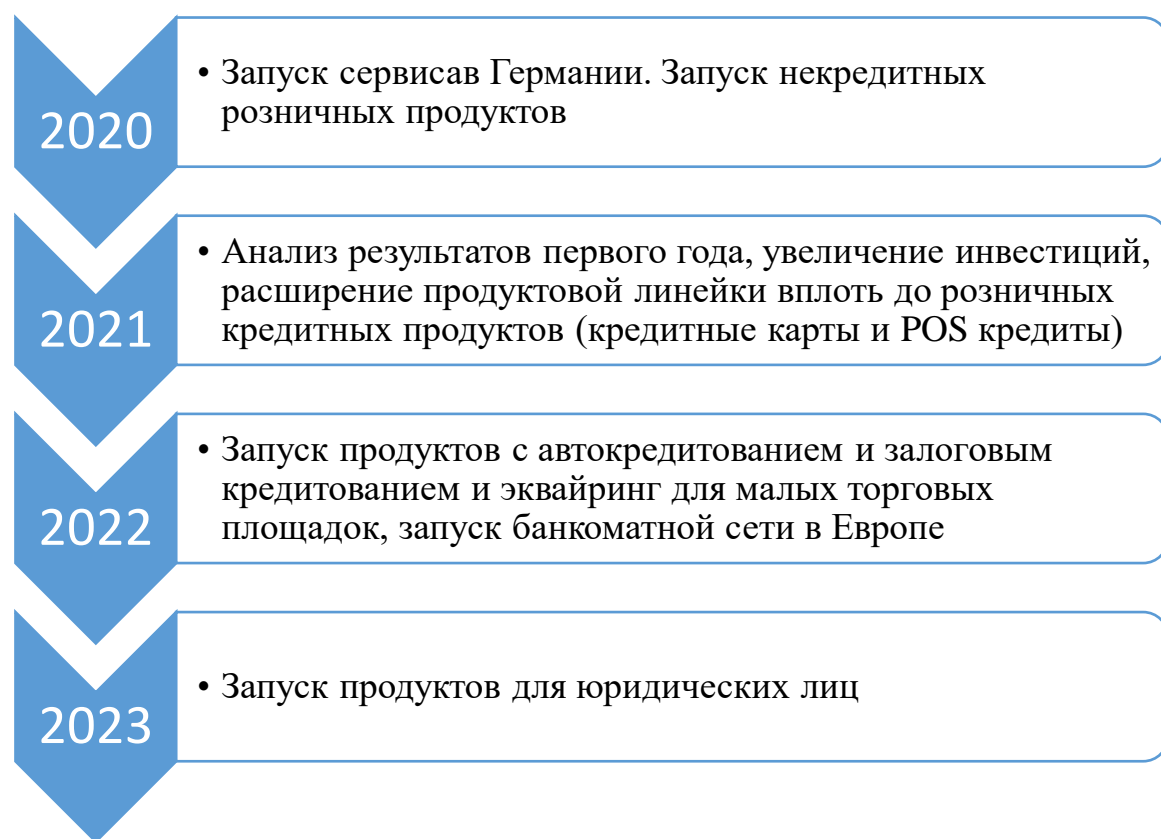 2020
• Запуск сервисав Германии. Запуск некредитных
розничных продуктов
2021
• Анализ результатов первого года, увеличение инвестиций,
расширение продуктовой линейки вплоть до розничных
кредитных продуктов (кредитные карты и POS кредиты)
2022
• Запуск продуктов с автокредитованием и залоговым
кредитованием и эквайринг для малых торговых
площадок, запуск банкоматной сети в Европе
2023
• Запуск продуктов для юридических лиц